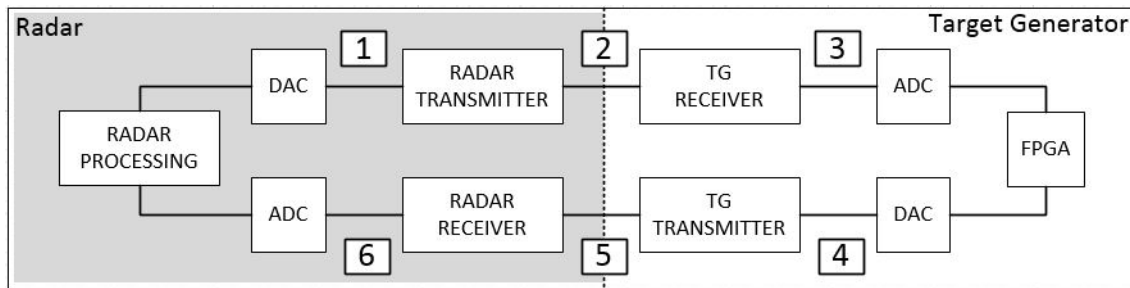 Radar
Target Generator
1
2
3
DAC
RADAR
TRANSMITTER
TG
RECEIVER
ADC
RADAR
PROCESSING
FPGA
ADC
RADAR
RECEIVER
TG
TRANSMITTER
DAC
6
5
4